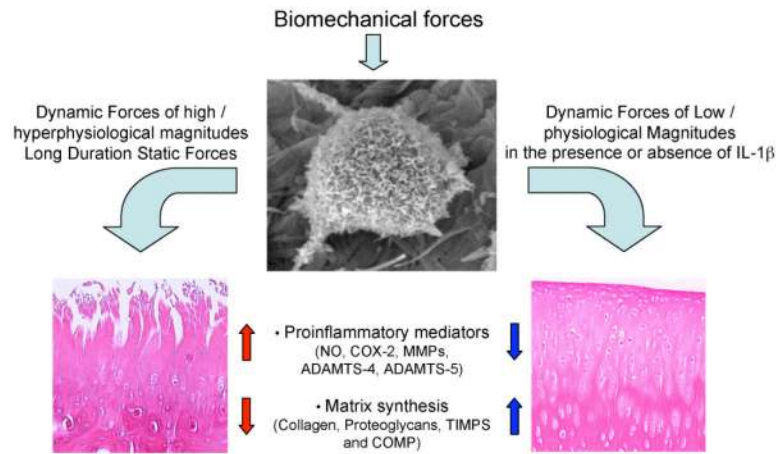 Biomechanical forces
Dynamic Forces of high /
hyperphysiological magnitudes
Long Duration Static Forces
Dynamic Forces of Low /
physiological Magnitudes
in the presence or absence of IL-1β
• Proinflammatory mediators
(NO, COX-2, MMPs,
ADAMTS-4, ADAMTS-5)
• Matrix synthesis
(Collagen, Proteoglycans, TIMPS
and COMP)